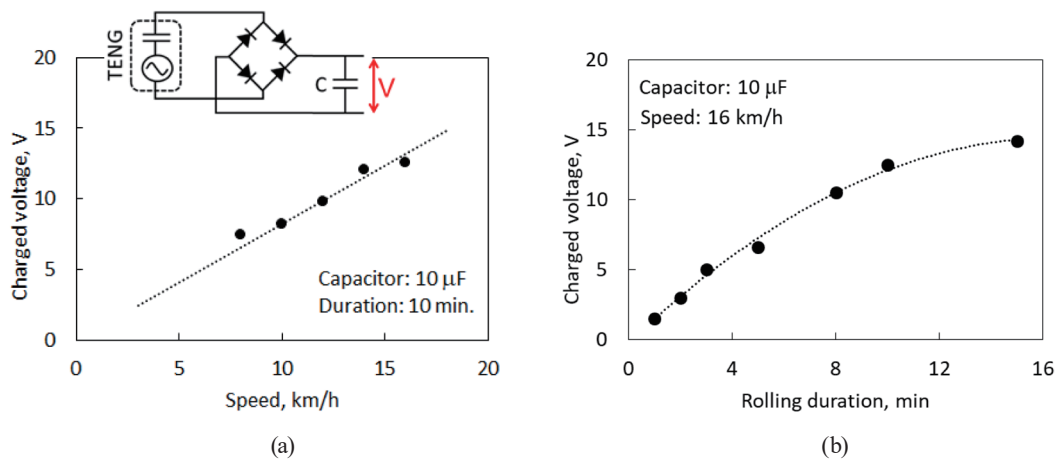 TENG
C
V
20
15
10
5
0
Charged voltage, V
Capacitor: 10 μF
Duration: 10 min.
0
5
10
15
20
Speed, km/h
(a)
20
15
10
5
0
Charged voltage, V
Capacitor: 10 μF
Speed: 16 km/h
0
4
8
12
16
Rolling duration, min
(b)